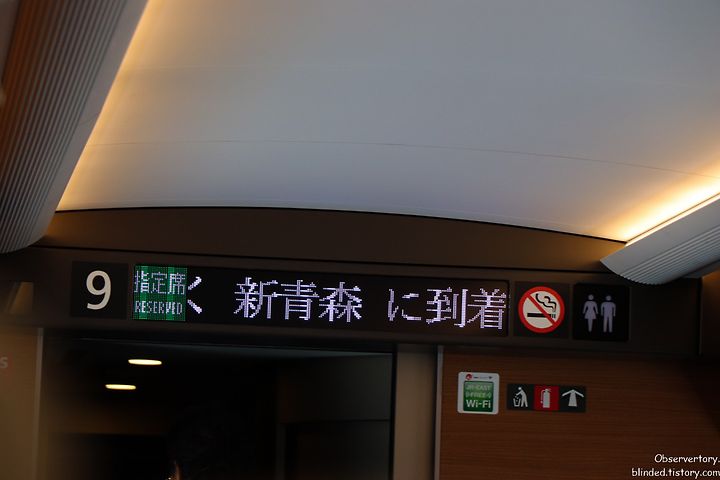 9
指定席
RESERVED
く 新青森 に到着
JR-EAST
FREE
Wi-Fi
Observertory.
blinded.tistory.com